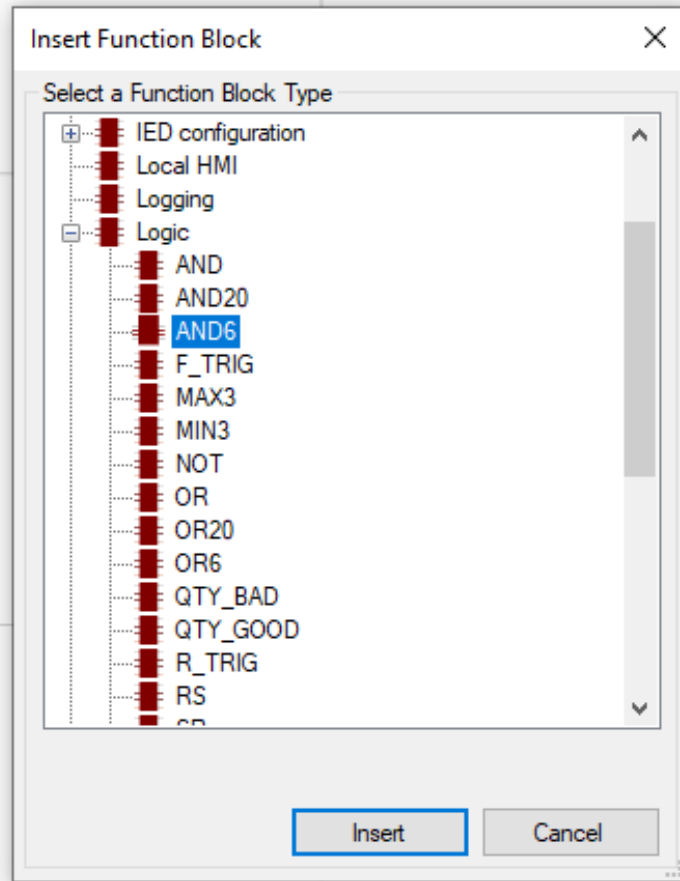 Insert Function Block
Select a Function Block Type
IED configuration
Local HMI
Logging
Logic
AND
AND20
AND6
F_TRIG
MAX3
MIN3
NOT
OR
OR20
OR6
QTY_BAD
QTY_GOOD
R_TRIG
RS
Insert Cancel